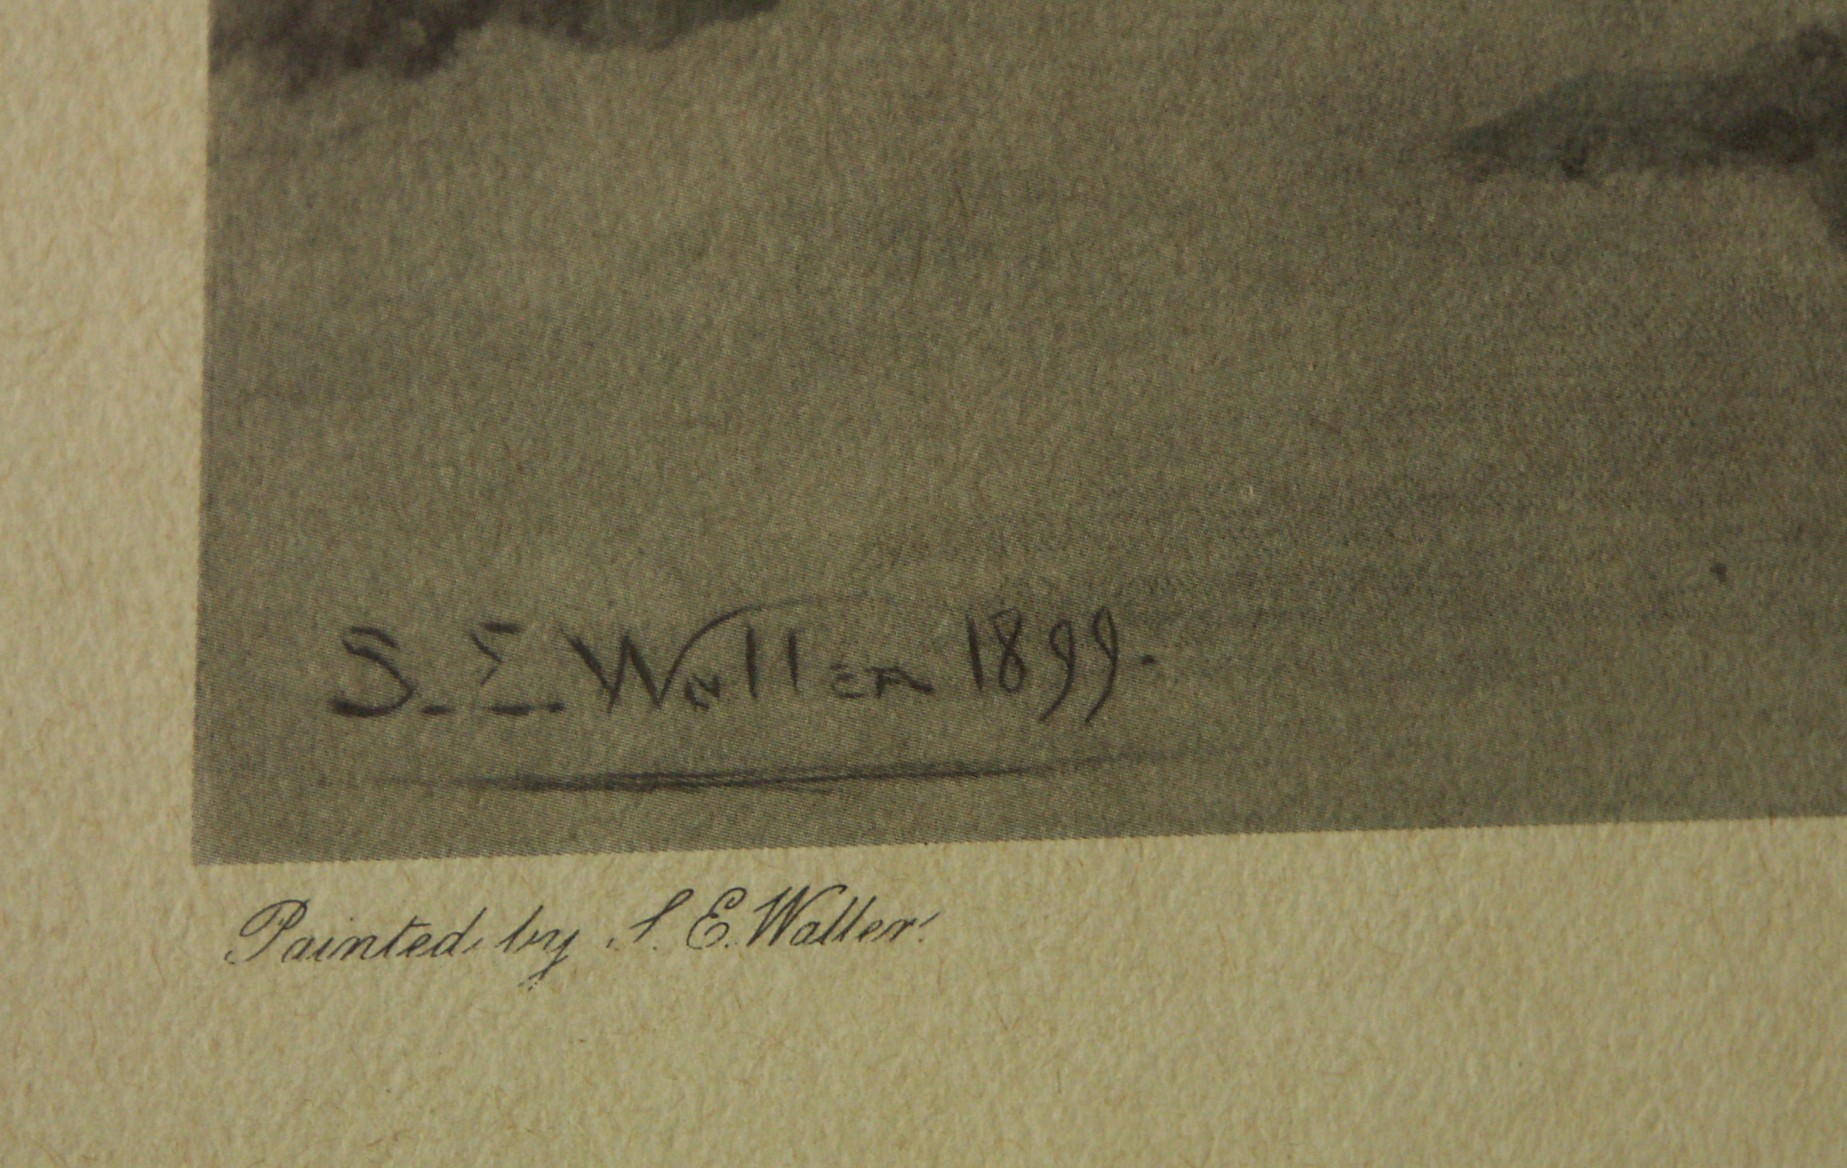 S. E. Waller 1899.
Painted by S. E. Waller.